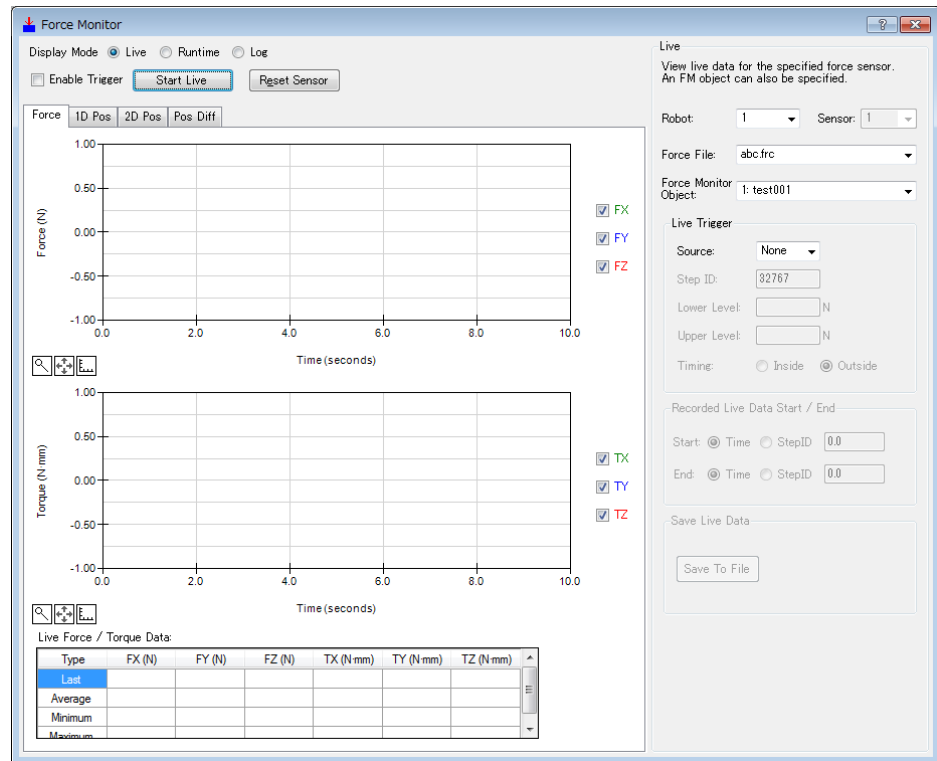 Force Monitor
Display Mode Live Runtime Log
Enable Trigger Start Live Reset Sensor
Force 1D Pos 2D Pos Pos Diff
1.00
0.50
0.00
-0.50
-1.00
Force (N)
0.0 2.0 4.0 6.0 8.0 10.0
Time (seconds)
FX
FY
FZ
1.00
0.50
0.00
-0.50
-1.00
Torque (N·mm)
0.0 2.0 4.0 6.0 8.0 10.0
Time (seconds)
TX
TY
TZ
Live Force / Torque Data:
Type FX (N) FY (N) FZ (N) TX (N·mm) TY (N·mm) TZ (N·mm)
Last
Average
Minimum
Maximum
Live
View live data for the specified force sensor.
An FM object can also be specified.
Robot: 1 Sensor: 1
Force File: abc.frc
Force Monitor
Object: 1: test001
Live Trigger
Source: None
Step ID: 32767
Lower Level: N
Upper Level: N
Timing: Inside Outside
Recorded Live Data Start / End
Start: Time StepID 0.0
End: Time StepID 0.0
Save Live Data
Save To File